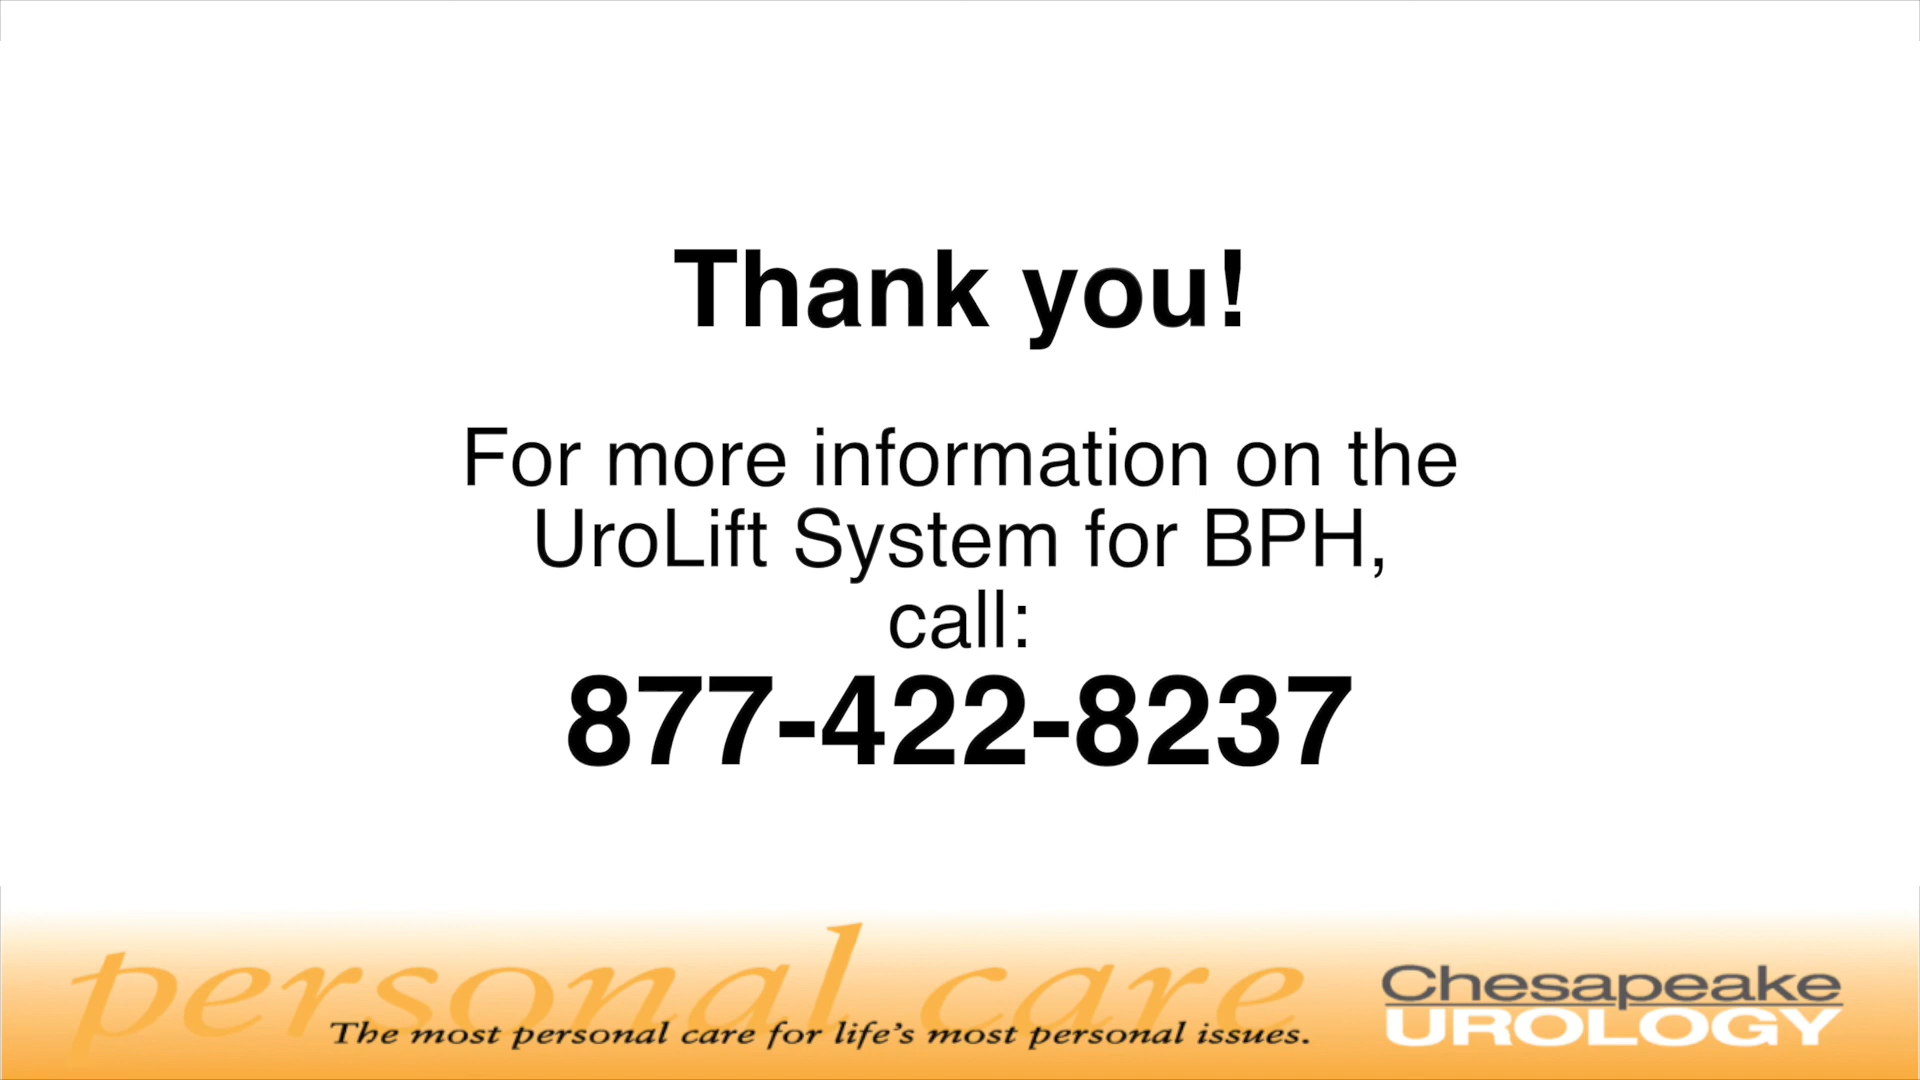 Thank you!
For more information on the
UroLift System for BPH,
call:
877-422-8237
personal care
The most personal care for life's most personal issues.
Chesapeake
UROLOGY